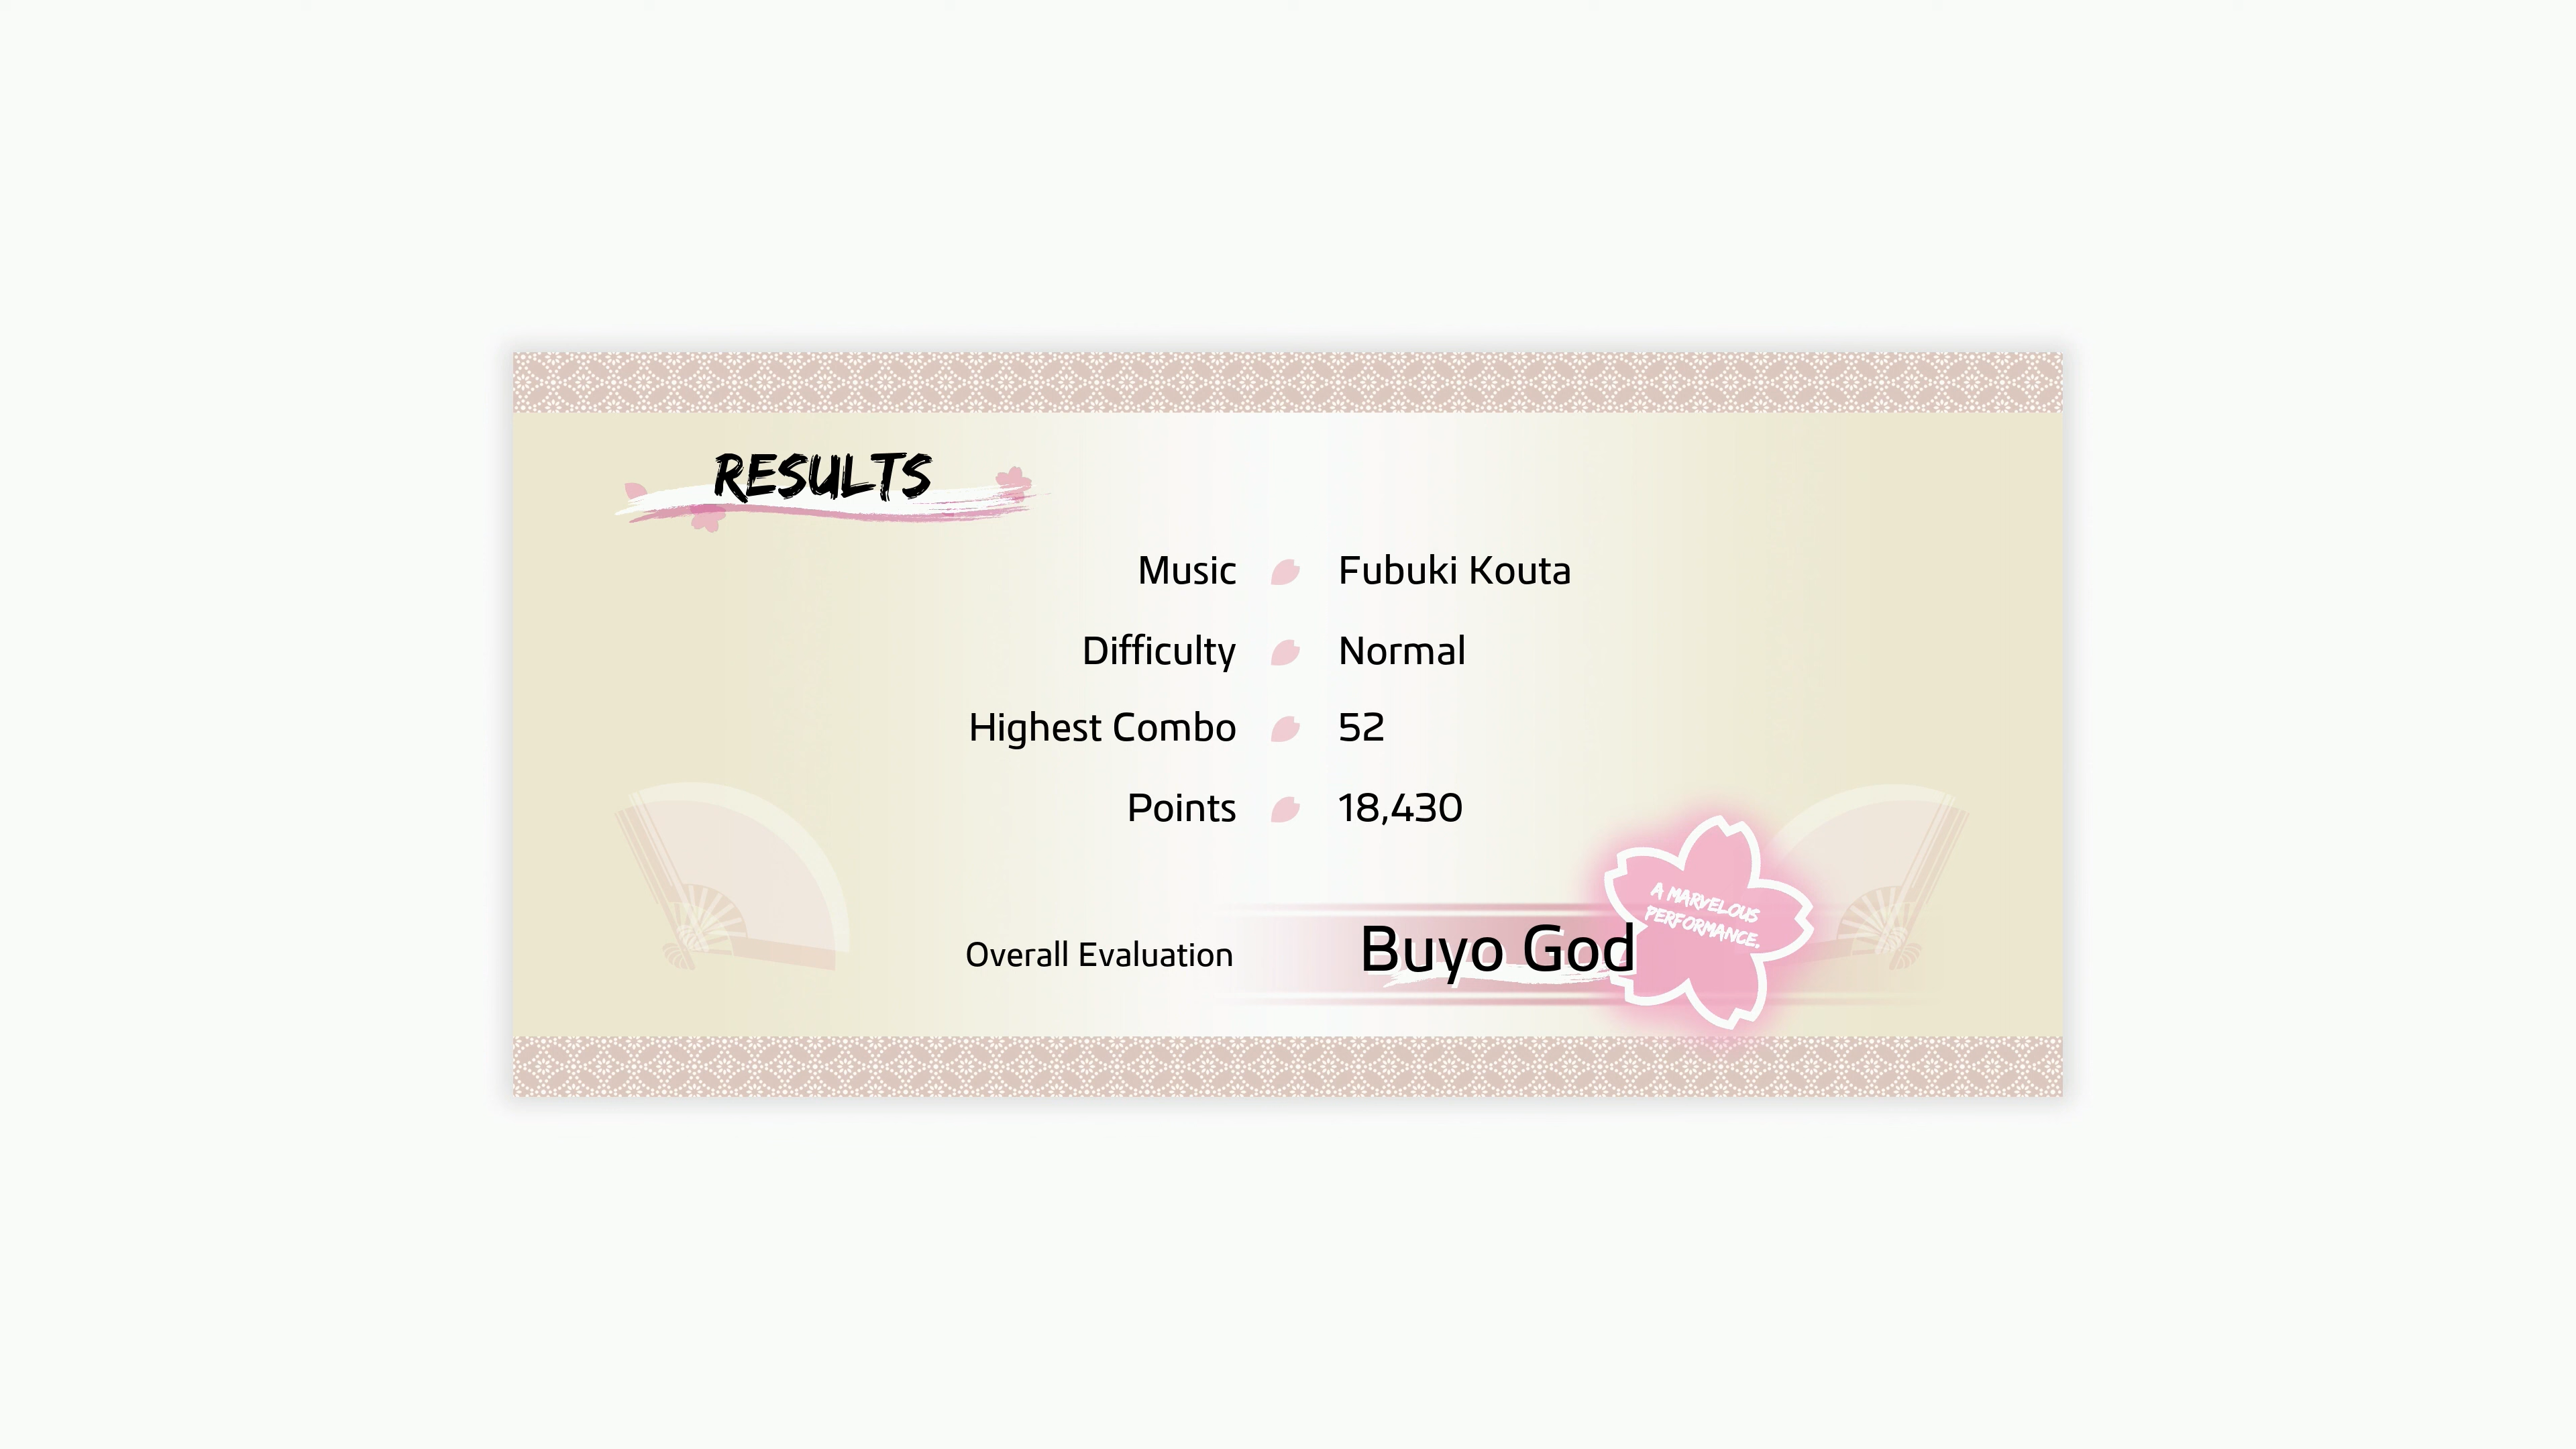 RESULTS
Music Fubuki Kouta
Difficulty Normal
Highest Combo 52
Points 18,430
A MARVELOUS
PERFORMANCE.
Overall Evaluation Buyo God